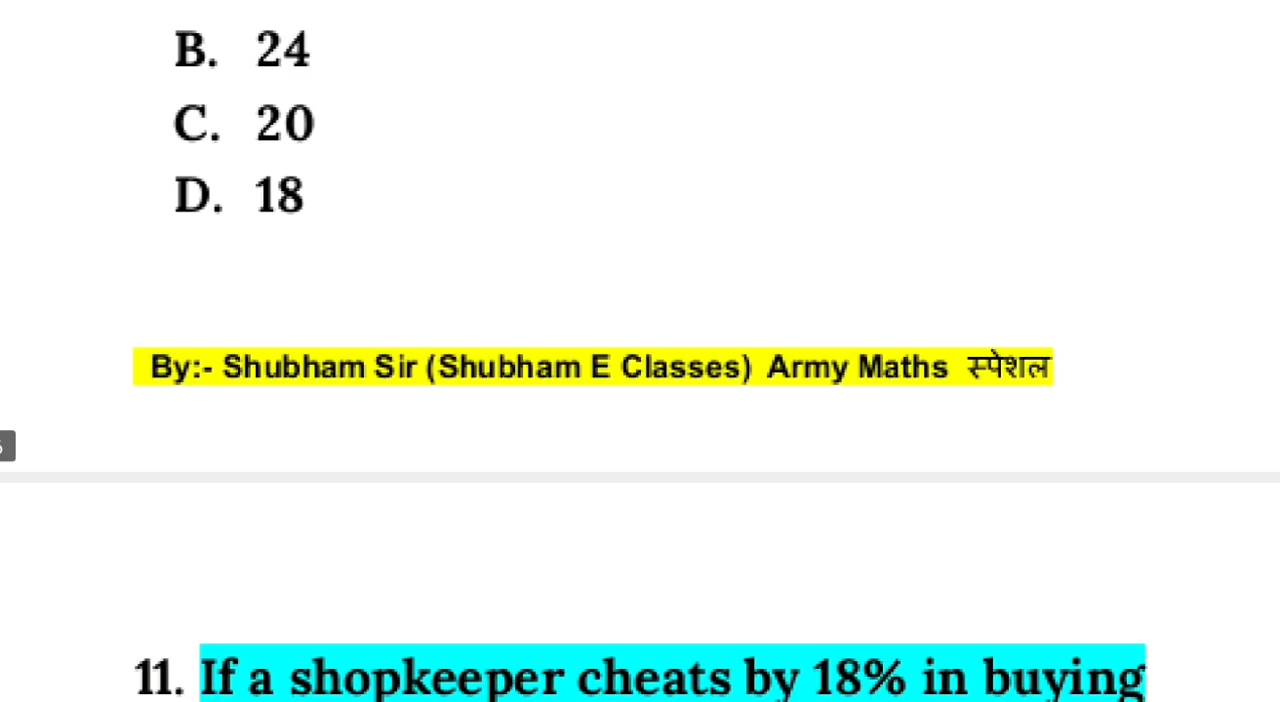 B. 24
C. 20
D. 18
By:- Shubham Sir (Shubham E Classes) Army Maths स्पेशल
11. If a shopkeeper cheats by 18% in buying